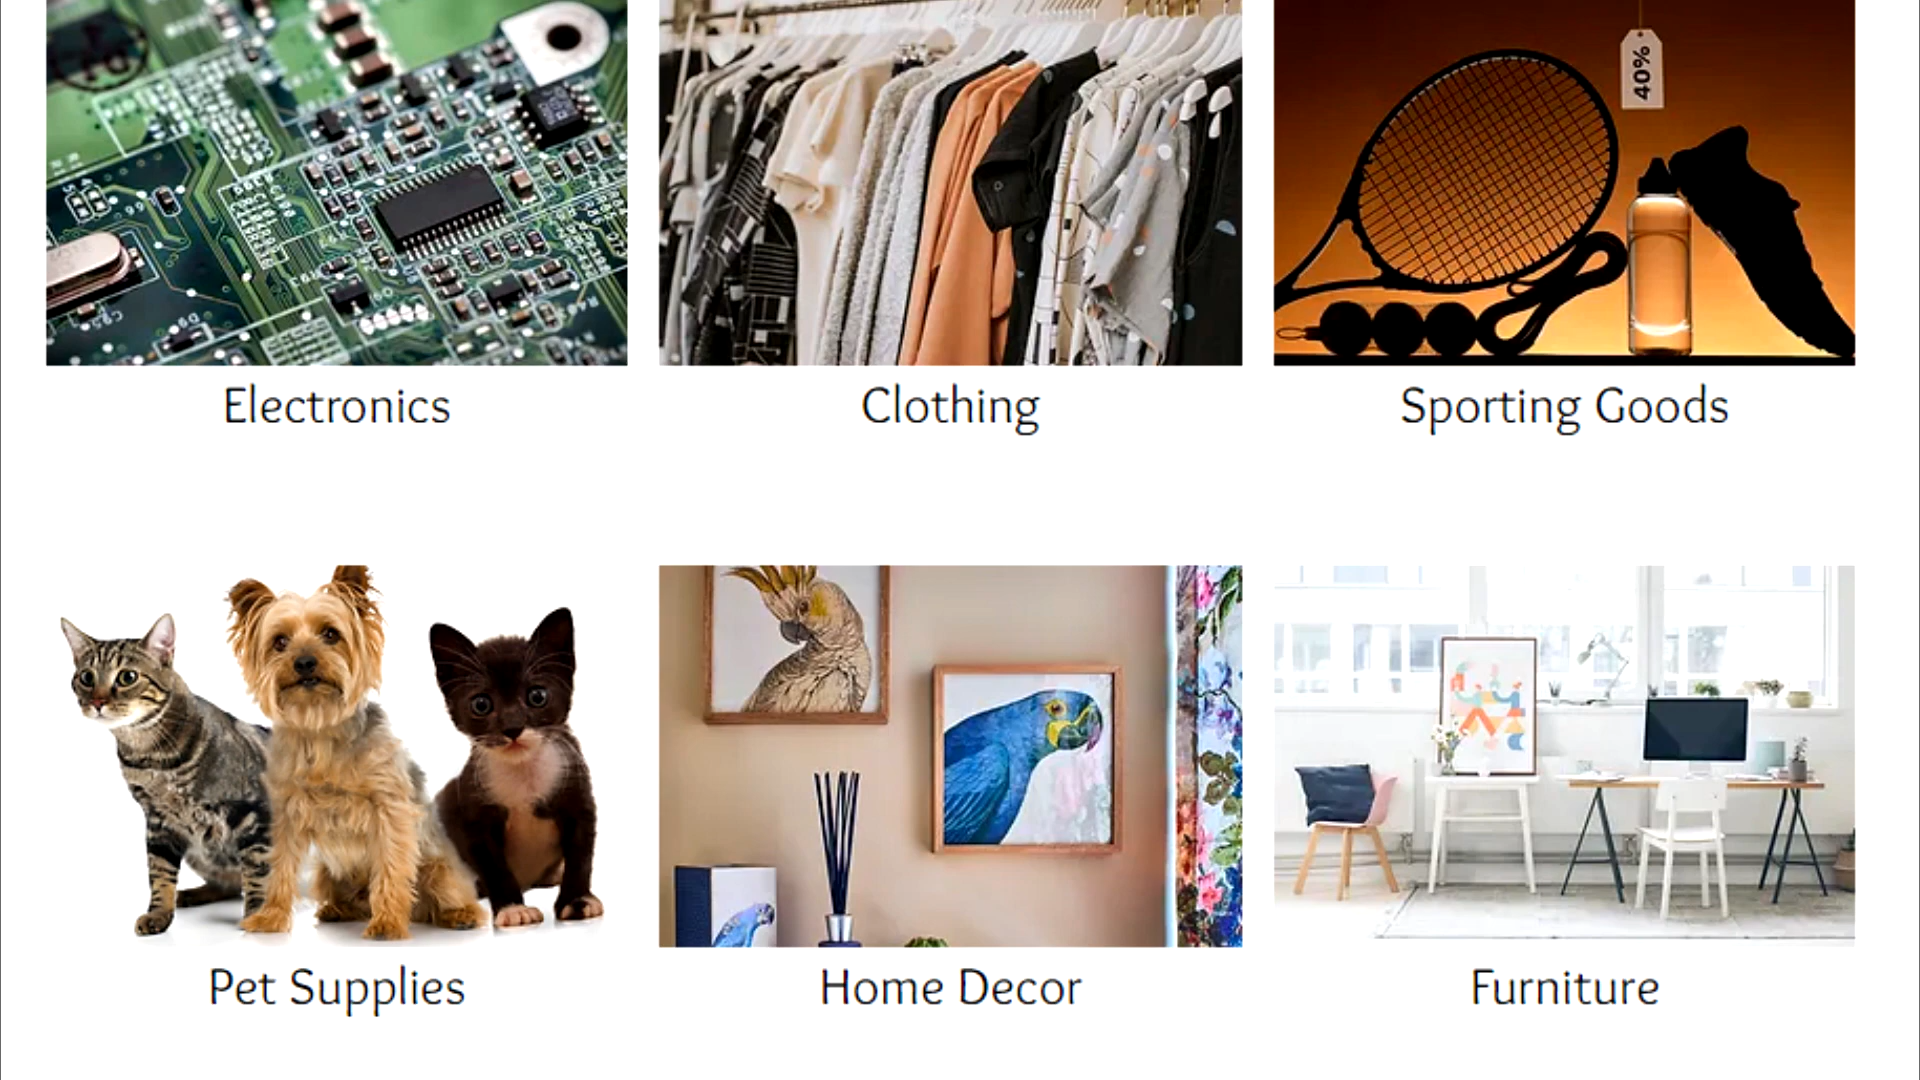 40%
Electronics
Clothing
Sporting Goods
Pet Supplies
Home Decor
Furniture